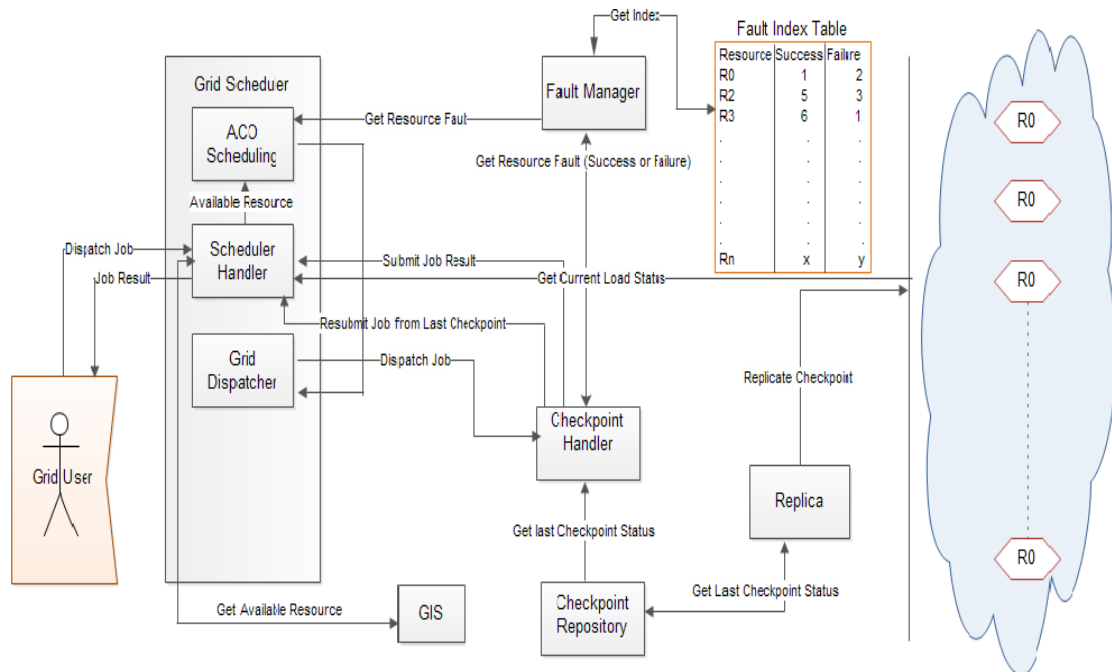 Get Index
Fault Index Table
Resource Success Failure
R0 1 2
R2 5 3
R3 6 1
. . .
. . .
. . .
. . .
. . .
. . .
Rn x y
Grid Scheduer
Fault Manager
ACO
Scheduling
Get Resource Faut
Get Resource Fault (Success or Failure)
Available Resource
Scheduler
Handler
Dispatch Job
Job Result
Submit Job Result
Get Current Load Status
Resubmit Job from Last Checkpoint
Grid
Dispatcher
Dispatch Job
Replicate Checkpoint
Checkpoint
Handler
Grid User
Replica
Get last Checkpoint Status
Get Last Checkpoint Status
Get Available Resource
GIS
Checkpoint
Repository
R0
R0
R0
R0